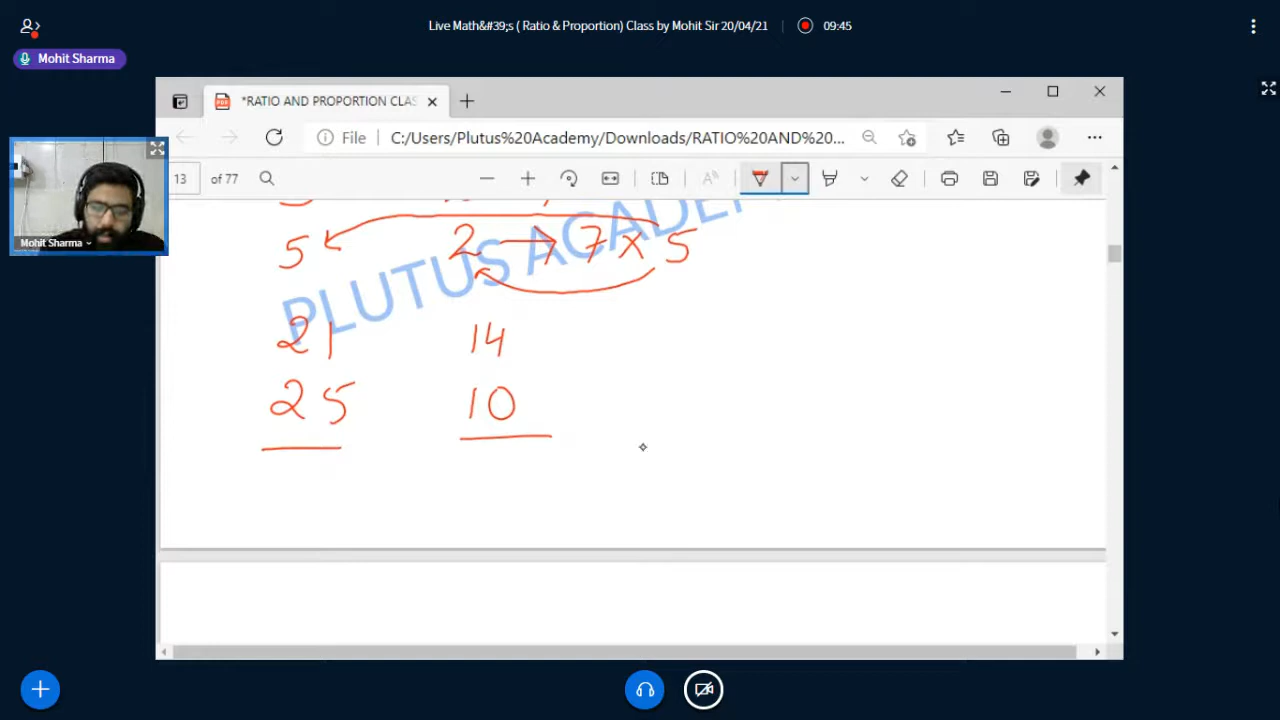 Live Math&#39;s ( Ratio & Proportion) Class by Mohit Sir 20/04/21
09:45
Mohit Sharma
*RATIO AND PROPORTION CLAS
File
C:/Users/Plutus%20Academy/Downloads/RATIO%20AND%20...
13 of 77
Mohit Sharma
PLUTUS ACADEM
5 2 → 7 x 5
21 14
25 10